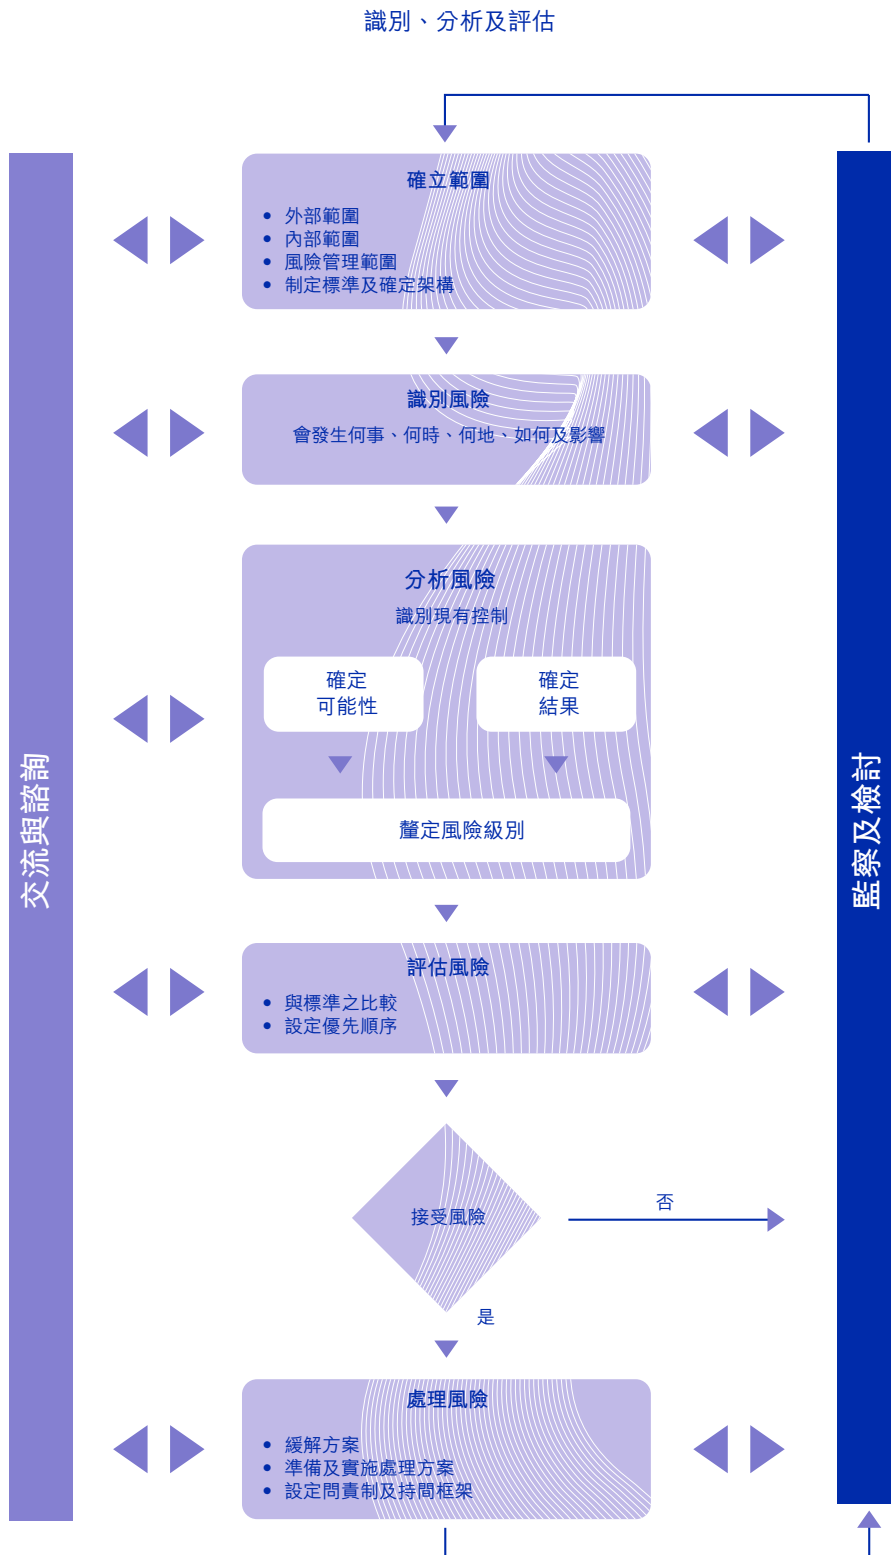 識別、分析及評估
確立範圍
• 外部範圍
• 內部範圍
• 風險管理範圍
• 制定標準及確定架構
識別風險
會發生何事、何時、何地、如何及影響
分析風險
識別現有控制
確定
可能性
確定
結果
釐定風險級別
交流與諮詢
監察及檢討
評估風險
• 與標準之比較
• 設定優先順序
接受風險
否
是
處理風險
• 緩解方案
• 準備及實施處理方案
• 設定問責制及持間框架